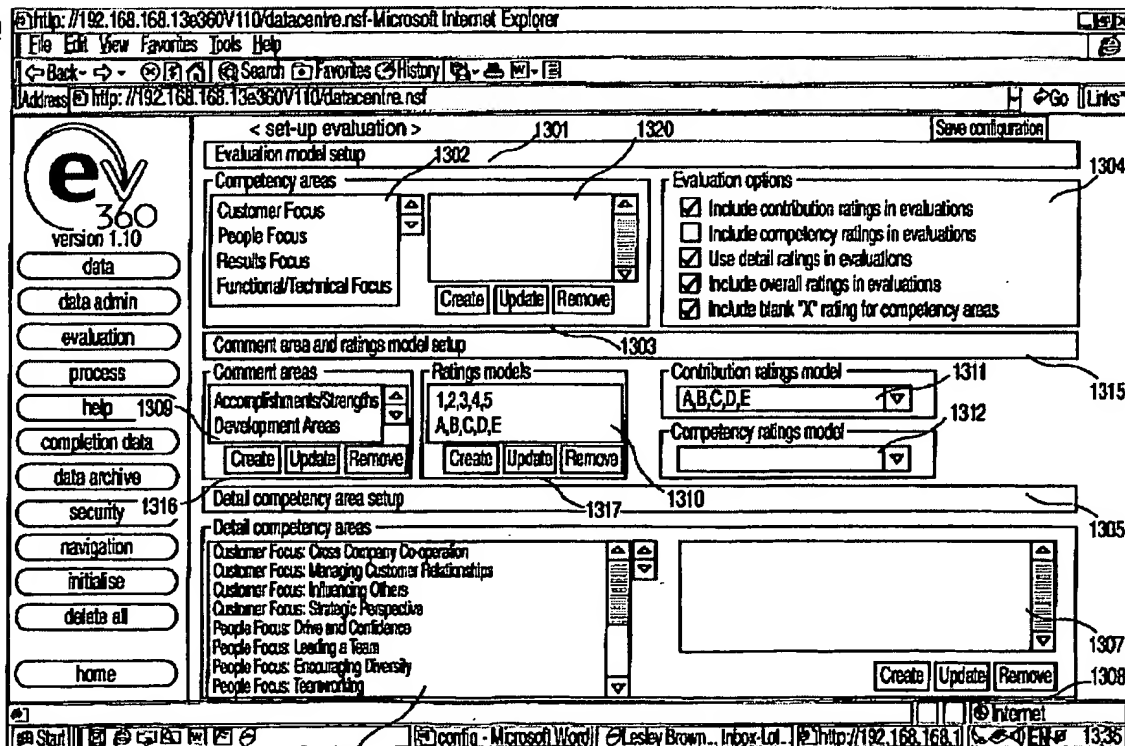 http: //192.168.168.13e360V110/datacentre.nsf-Microsoft Internet Explorer
File Edit View Favorites Tools Help
Back Search Favorites History
Address http: //192.168.168.13e360V110/datacentre.nsf Go Links
< set-up evaluation > 1301 1320 Save configuration
Evaluation model setup 1302
1304
ev
360
version 1.10
data
data admin
evaluation
process
help
completion data
data archive
security
navigation
initialise
delete all
home
Competency areas
Customer Focus
People Focus
Results Focus
Functional/Technical Focus
Create Update Remove
1303
Evaluation options
Include contribution ratings in evaluations
Include competency ratings in evaluations
Use detail ratings in evaluations
Include overall ratings in evaluations
Include blank "X" rating for competency areas
Comment area and ratings model setup
1315
Comment areas
Accomplishments/Strengths
Development Areas
Create Update Remove
1309
1316
Ratings models
1,2,3,4,5
A,B,C,D,E
Create Update Remove
1310
1317
Contribution ratings model
A,B,C,D,E
1311
Competency ratings model
1312
Detail competency area setup
1305
Detail competency areas
Customer Focus: Cross Company Co-operation
Customer Focus: Managing Customer Relationships
Customer Focus: Influencing Others
Customer Focus: Strategic Perspective
People Focus: Drive and Confidence
People Focus: Leading a Team
People Focus: Encouraging Diversity
People Focus: Teamworking
1307
Create Update Remove
1308
Internet
Start config - Microsoft Word Lesley Brown... Inbox-Lot... http://192.168.168.1 EN 13:35